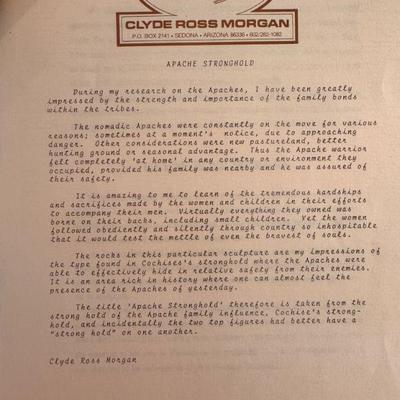 CLYDE ROSS MORGAN
P.O. BOX 2141 • SEDONA • ARIZONA 86336 • 602/282-1082
APACHE STRONGHOLD
During my research on the Apaches, I have been greatly
impressed by the strength and importance of the family bonds
within the tribes.
The nomadic Apaches were constantly on the move for various
reasons; sometimes at a moment's notice, due to approaching
danger. Other considerations were new pastureland, better
hunting ground or seasonal advantage. Thus the Apache warrior
felt completely 'at home' in any country or environment they
occupied, provided his family was nearby and he was assured of
their safety.
It is amazing to me to learn of the tremendous hardships
and sacrifices made by the women and children in their efforts
to accompany their men. Virtually everything they owned was
borne on their backs, including small children. Yet the women
followed obediently and silently through country so inhospitable
that it would test the mettle of even the bravest of souls.
The rocks in this particular sculpture are my impressions of
the type found in Cochise's stronghold where the Apaches were
able to effectively hide in relative safety from their enemies.
It is an area rich in history where one can almost feel the
presence of the Apaches of yesterday.
The title 'Apache Stronghold' therefore is taken from the
strong hold of the Apache family influence, Cochise's strong-
hold, and incidentally the two top figures had better have a
"strong hold" on one another.
Clyde Ross Morgan